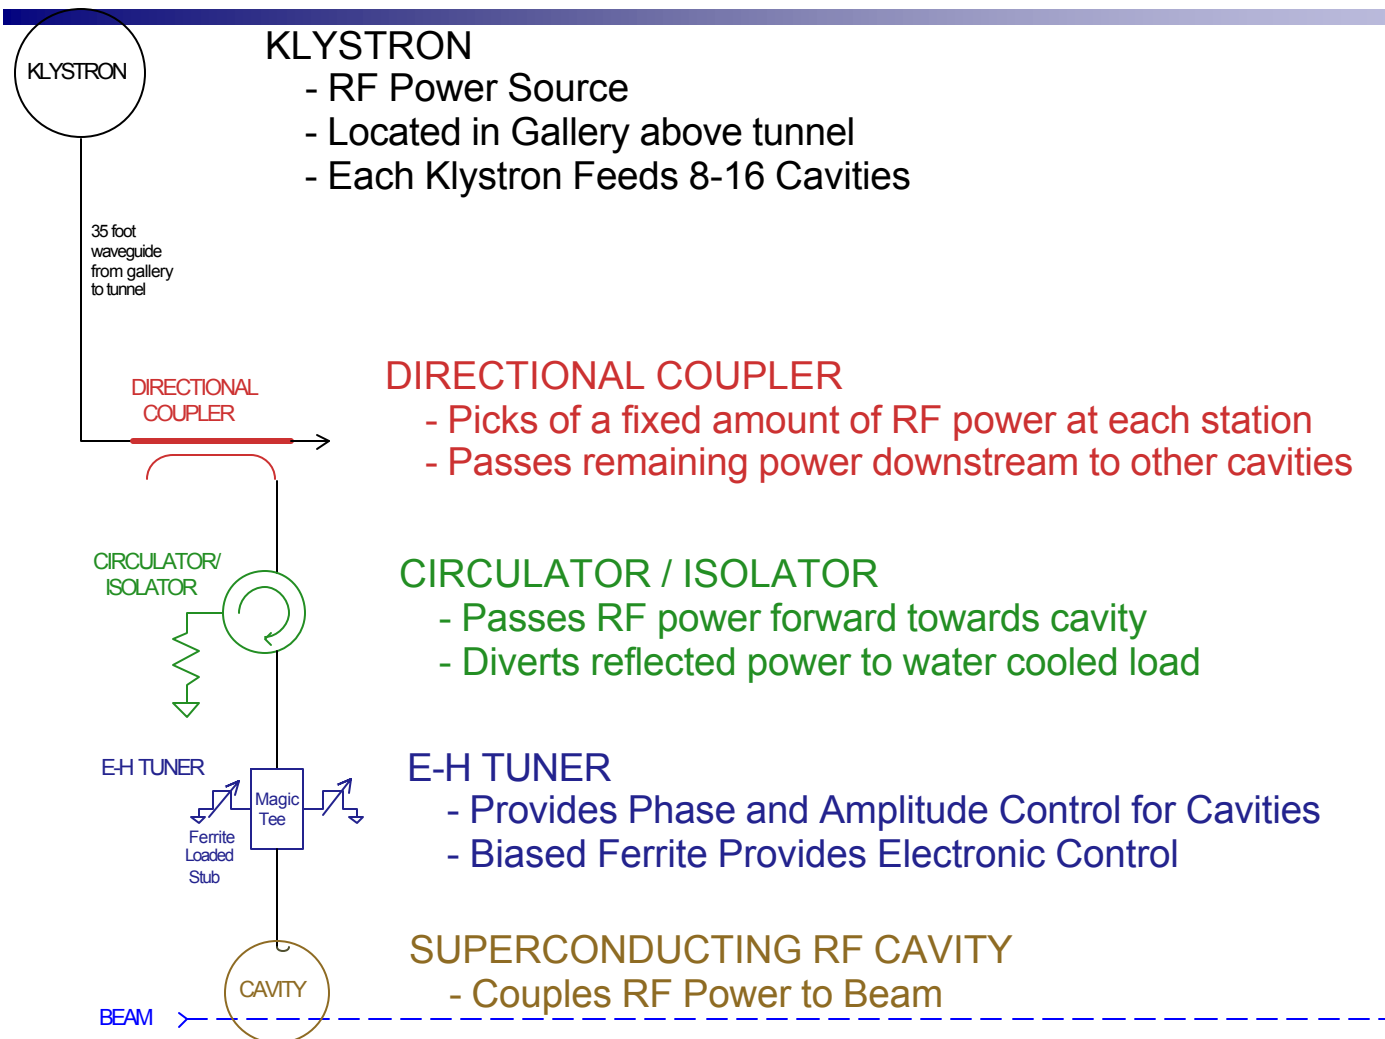 KLYSTRON
KLYSTRON
- RF Power Source
- Located in Gallery above tunnel
- Each Klystron Feeds 8-16 Cavities
35 foot
waveguide
from gallery
to tunnel
DIRECTIONAL
COUPLER
DIRECTIONAL COUPLER
- Picks of a fixed amount of RF power at each station
- Passes remaining power downstream to other cavities
CIRCULATOR/
ISOLATOR
CIRCULATOR / ISOLATOR
- Passes RF power forward towards cavity
- Diverts reflected power to water cooled load
E-H TUNER
Magic
Tee
Ferrite
Loaded
Stub
E-H TUNER
- Provides Phase and Amplitude Control for Cavities
- Biased Ferrite Provides Electronic Control
CAVITY
SUPERCONDUCTING RF CAVITY
- Couples RF Power to Beam
BEAM